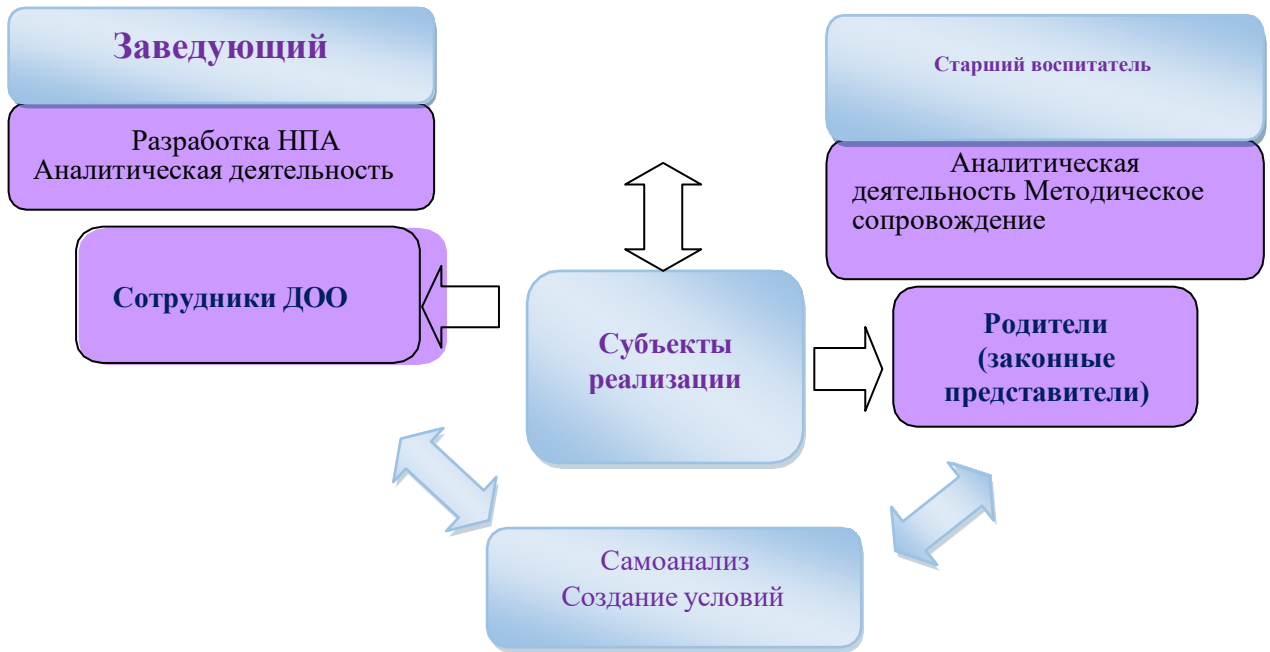 Заведующий
Разработка НПА
Аналитическая деятельность
Старший воспитатель
Аналитическая
деятельность Методическое
сопровождение
Сотрудники ДОО
Субъекты
реализации
Родители
(законные
представители)
Самоанализ
Создание условий